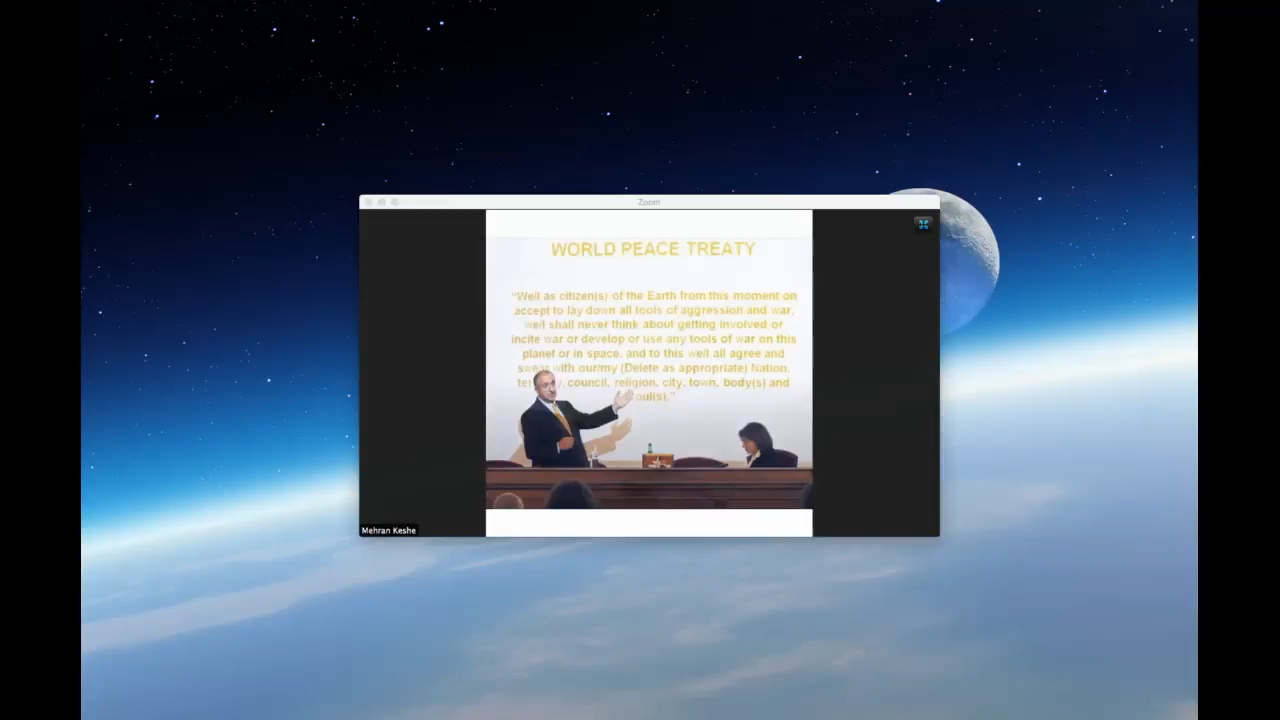 Zoom
WORLD PEACE TREATY
"We/I as citizen(s) of the Earth from this moment on
accept to lay down all tools of aggression and war,
we/I shall never think about getting involved or
incite war or develop or use any tools of war on this
planet or in space, and to this we/I all agree and
swear with our/my (Delete as appropriate) Nation,
council, religion, city, town, body(s) and
oul(s)."
Mehran Keshe